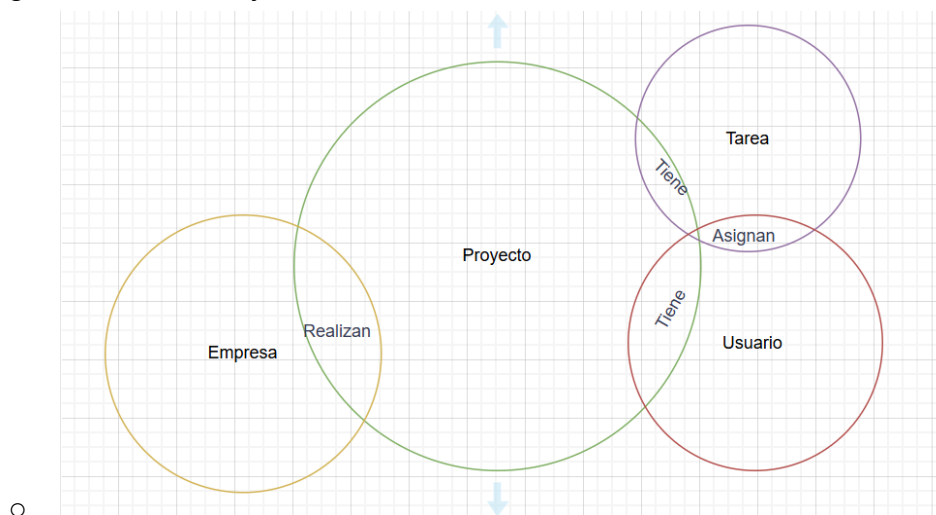 Tarea
Tiene
Asignan
Proyecto
Tiene
Realizan
Usuario
Empresa